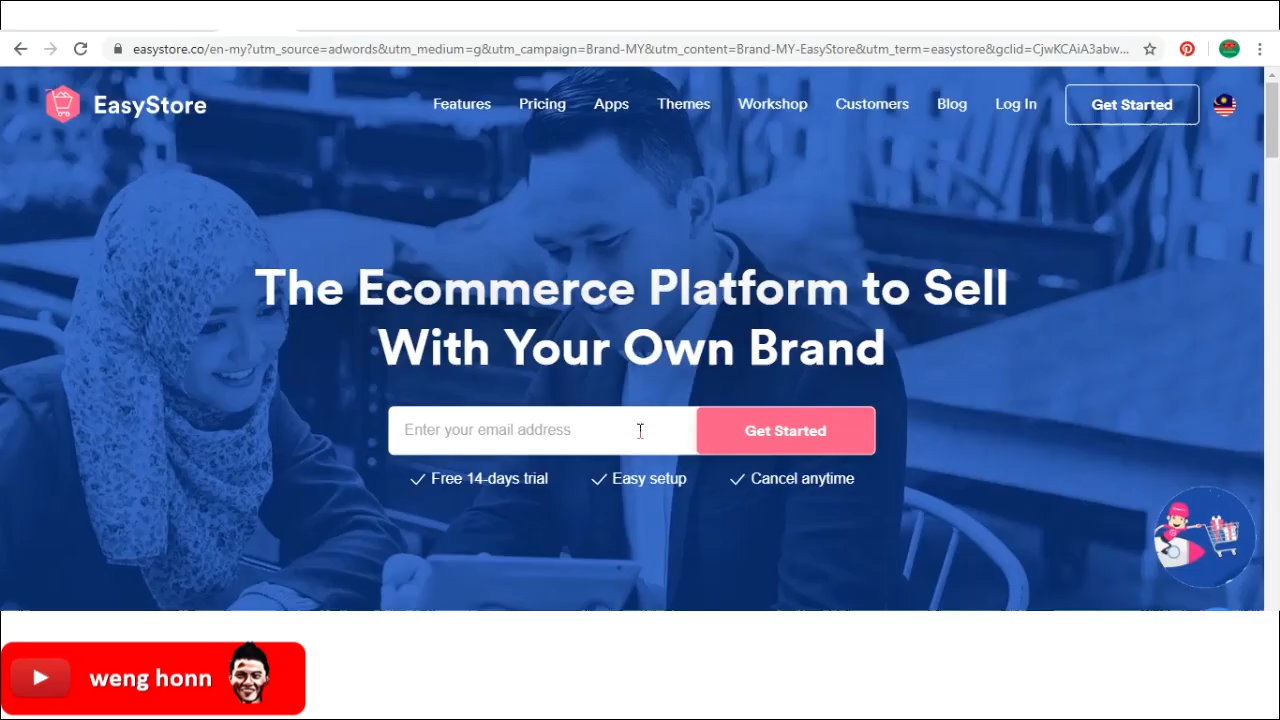 easystore.co/en-my?utm_source=adwords&utm_medium=g&utm_campaign=Brand-MY&utm_content=Brand-MY-EasyStore&utm_term=easystore&gclid=CjwKCAiA3abw...
EasyStore
Features Pricing Apps Themes Workshop Customers Blog Log In Get Started
The Ecommerce Platform to Sell
With Your Own Brand
Enter your email address Get Started
Free 14-days trial Easy setup Cancel anytime
weng honn